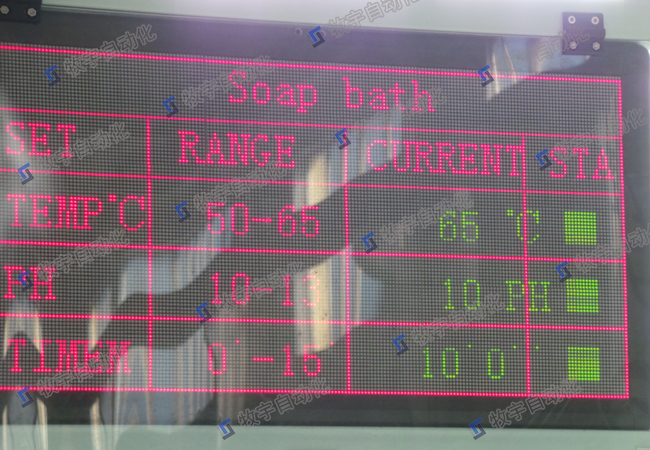 Soap bath
SET RANGE CURRENT STA
TEMP℃ 50-65 65 ℃
PH 10-13 10 PH
TIMEM 0'-15 10'0''
牧宇自动化